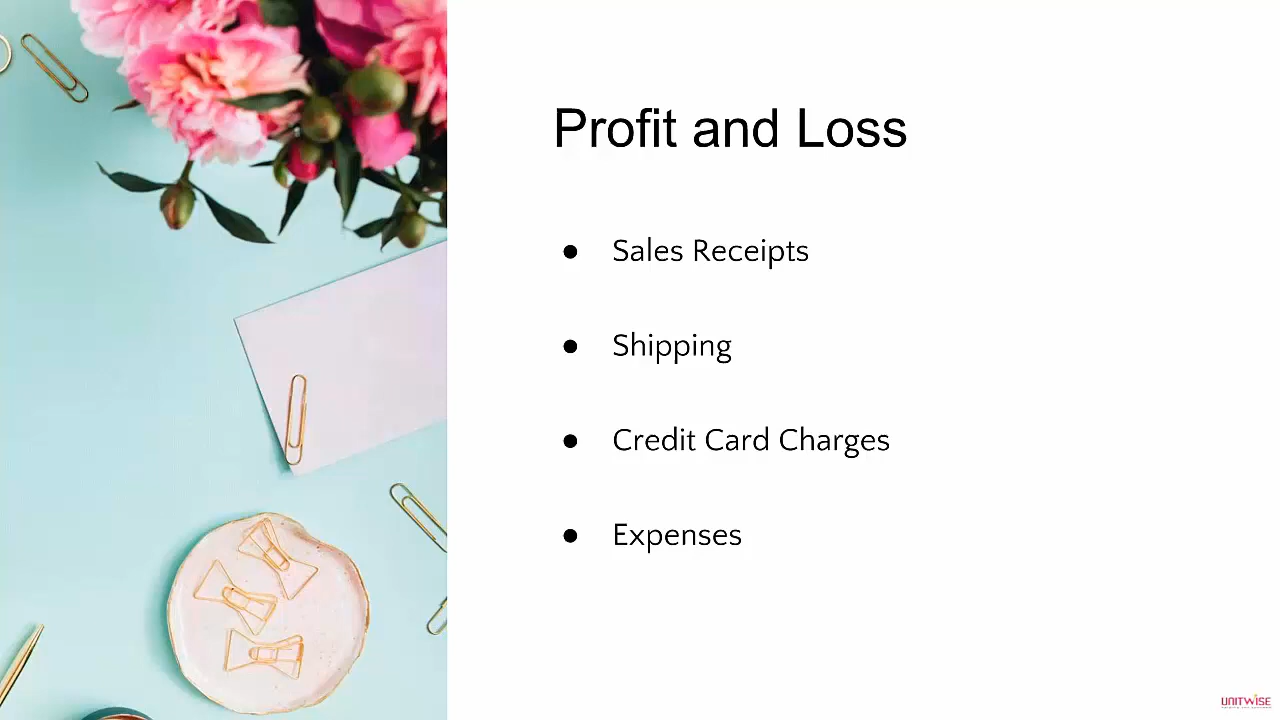 Profit and Loss
● Sales Receipts
● Shipping
● Credit Card Charges
● Expenses
UNITWISE